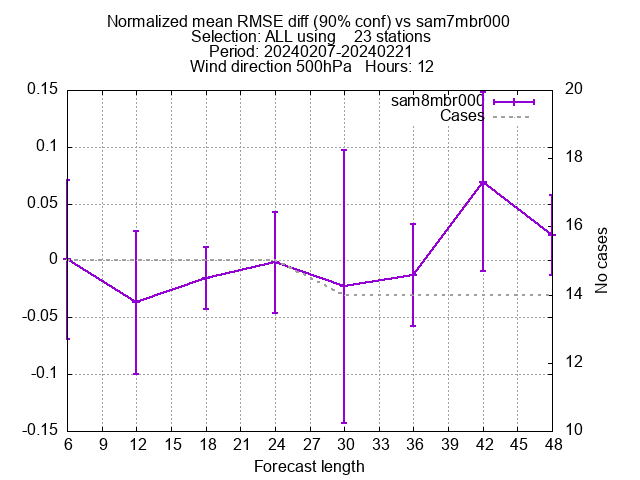 Normalized mean RMSE diff (90% conf) vs sam7mbr000
Selection: ALL using    23 stations
Period: 20240207-20240221
Wind direction 500hPa   Hours: 12
sam8mbr000
Cases
0.15
0.1
0.05
0
-0.05
-0.1
-0.15
20
18
16
14
12
10
No cases
6 9 12 15 18 21 24 27 30 33 36 39 42 45 48
Forecast length